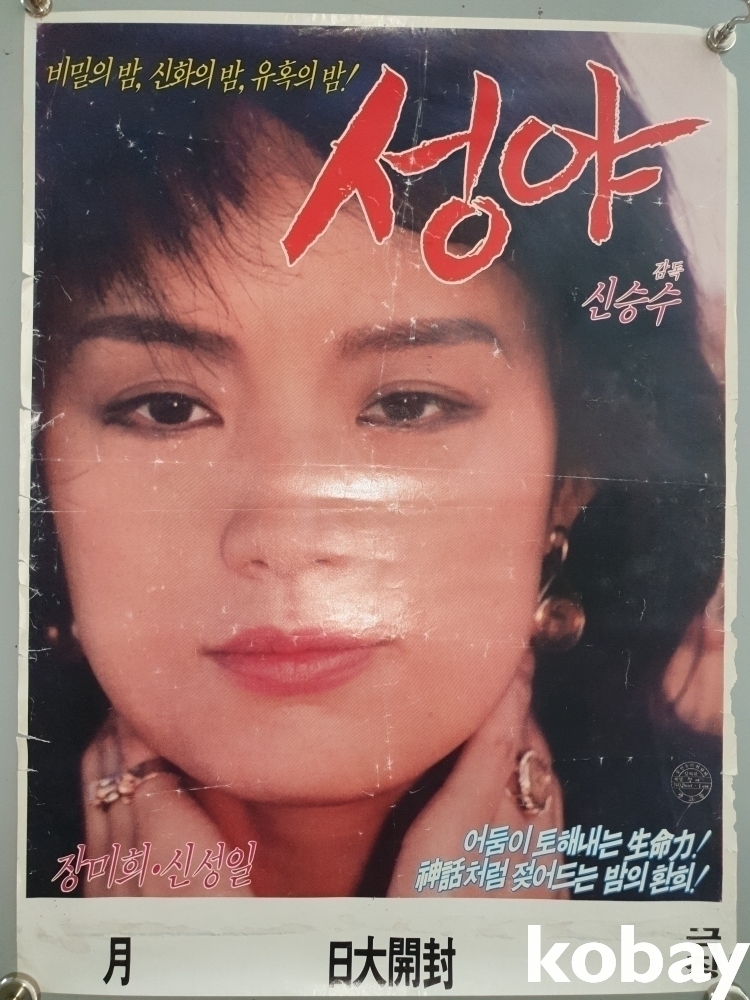 비밀의 밤, 신화의 밤, 유혹의 밤!
성야
감독
신승수
어둠이 토해내는 生命力!
神話처럼 젖어드는 밤의 환희!
장미희·신성일
月 日大開封
kobay